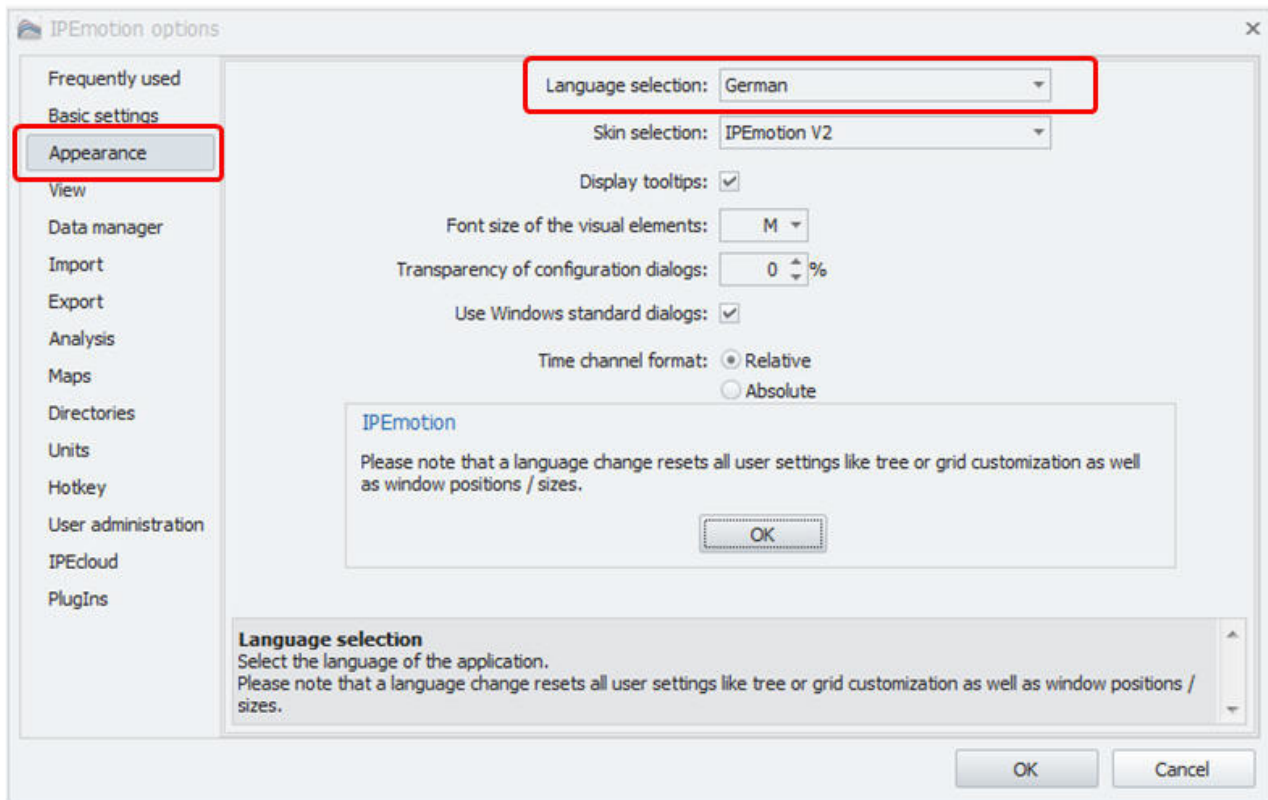 IPEmotion options
Frequently used
Basic settings
Appearance
View
Data manager
Import
Export
Analysis
Maps
Directories
Units
Hotkey
User administration
IPEcloud
PlugIns
Language selection: German
Skin selection: IPEmotion V2
Display tooltips:
Font size of the visual elements: M
Transparency of configuration dialogs: 0 %
Use Windows standard dialogs:
Time channel format: Relative
Absolute
IPEmotion
Please note that a language change resets all user settings like tree or grid customization as well
as window positions / sizes.
OK
Language selection
Select the language of the application.
Please note that a language change resets all user settings like tree or grid customization as well as window positions /
sizes.
OK Cancel